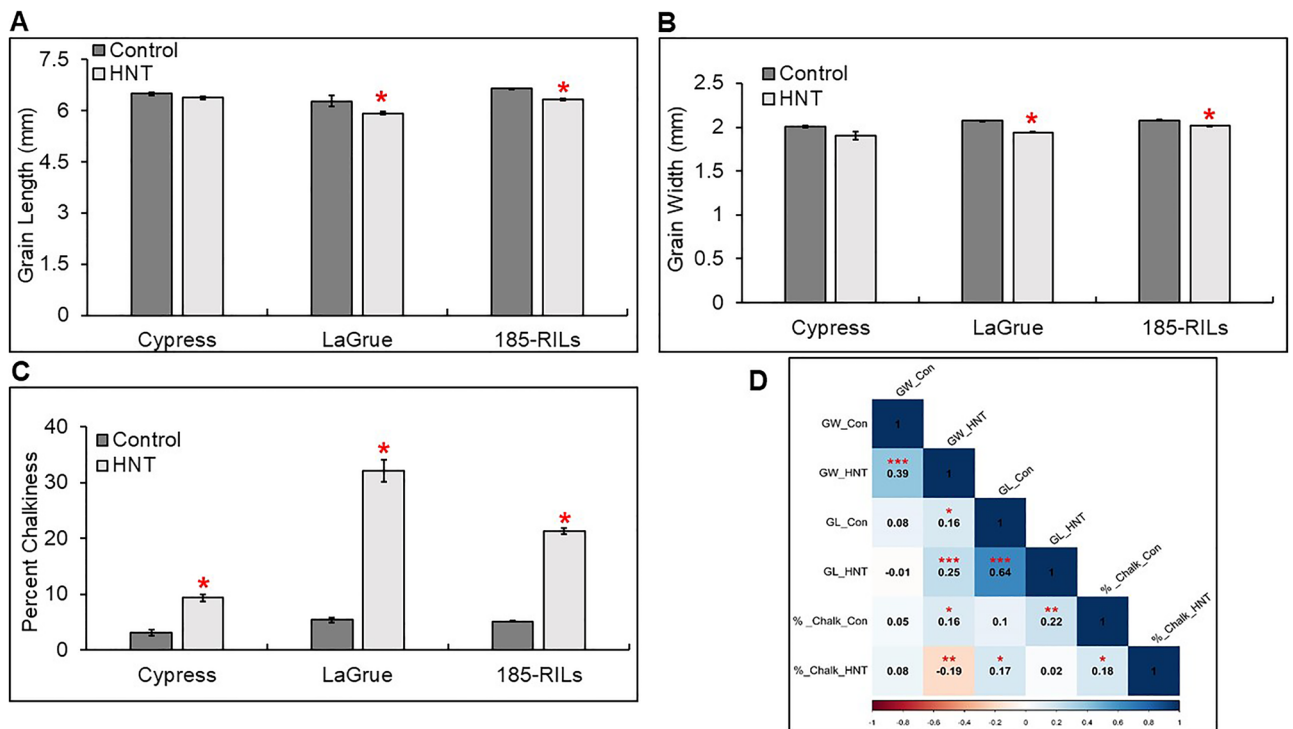 A
Control
HNT
7.5
6
4.5
3
1.5
0
Grain Length (mm)
*
*
Cypress LaGrue 185-RILs
B
Control
HNT
2.5
2
1.5
1
0.5
0
Grain Width (mm)
*
*
Cypress LaGrue 185-RILs
C
Control
HNT
40
30
20
10
0
Percent Chalkiness
*
*
*
Cypress LaGrue 185-RILs
D
GW_Con
GW_HNT
GL_Con
GL_HNT
%_Chalk_Con
%_Chalk_HNT
GW_Con 1
***
GW_HNT 0.39 1
*
GL_Con 0.08 0.16 1
*** ***
GL_HNT -0.01 0.25 0.64 1
* **
%_Chalk_Con 0.05 0.16 0.1 0.22 1
** * *
%_Chalk_HNT 0.08 -0.19 0.17 0.02 0.18 1
-1 -0.8 -0.6 -0.4 -0.2 0 0.2 0.4 0.6 0.8 1